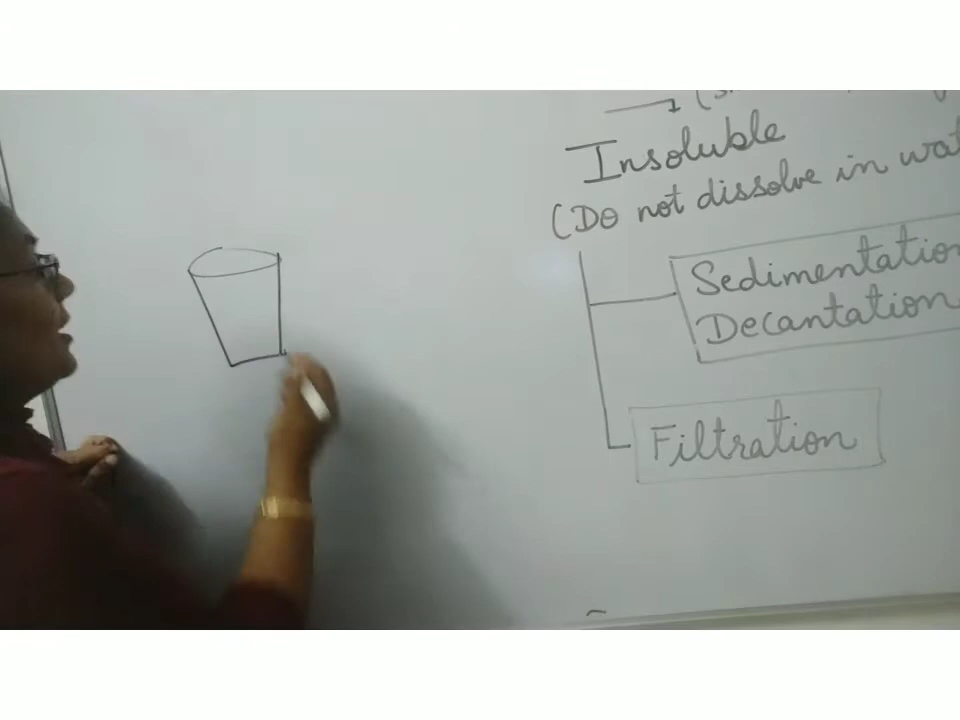 Insoluble
(Do not dissolve in
Sedimentation
Decantation
Filtration